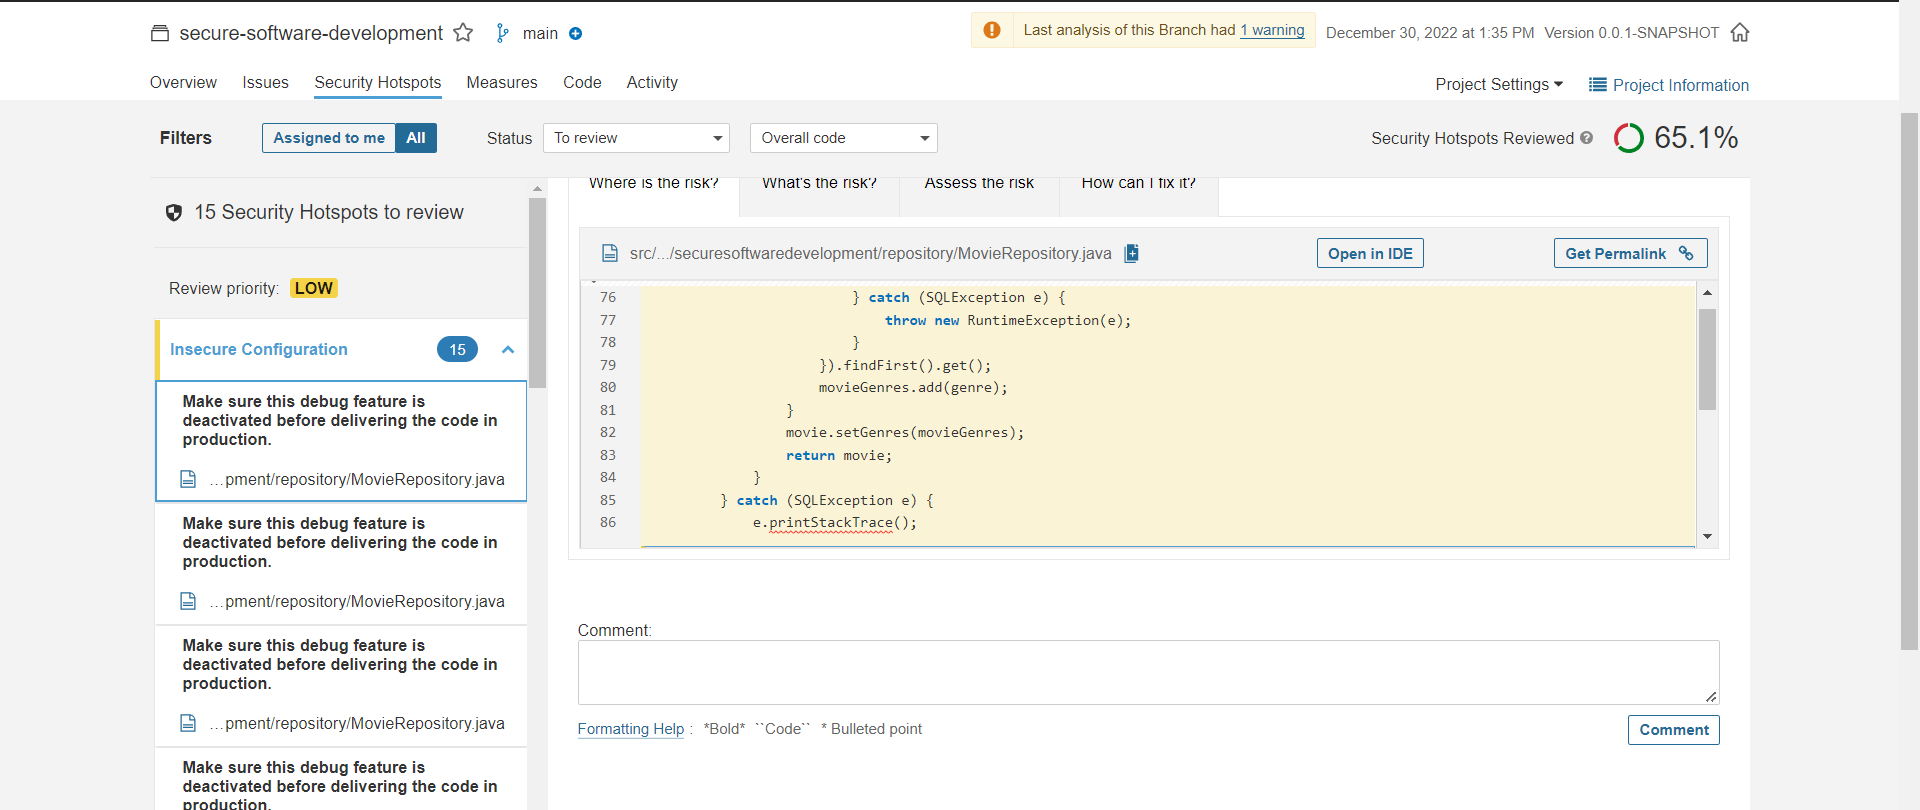 secure-software-development main
Last analysis of this Branch had 1 warning December 30, 2022 at 1:35 PM Version 0.0.1-SNAPSHOT
Overview Issues Security Hotspots Measures Code Activity
Project Settings Project Information
Filters Assigned to me All Status To review Overall code Security Hotspots Reviewed 65.1%
15 Security Hotspots to review
Review priority: LOW
Insecure Configuration 15
Make sure this debug feature is
deactivated before delivering the code in
production.
...pment/repository/MovieRepository.java
Make sure this debug feature is
deactivated before delivering the code in
production.
...pment/repository/MovieRepository.java
Make sure this debug feature is
deactivated before delivering the code in
production.
...pment/repository/MovieRepository.java
Make sure this debug feature is
deactivated before delivering the code in
production.
Where is the risk? What's the risk? Assess the risk How can I fix it?
src/.../securesoftwaredevelopment/repository/MovieRepository.java Open in IDE Get Permalink
76 } catch (SQLException e) {
77 throw new RuntimeException(e);
78 }
79 }).findFirst().get();
80 movieGenres.add(genre);
81 }
82 movie.setGenres(movieGenres);
83 return movie;
84 }
85 } catch (SQLException e) {
86 e.printStackTrace();
Comment:
Formatting Help : *Bold* ``Code`` * Bulleted point
Comment